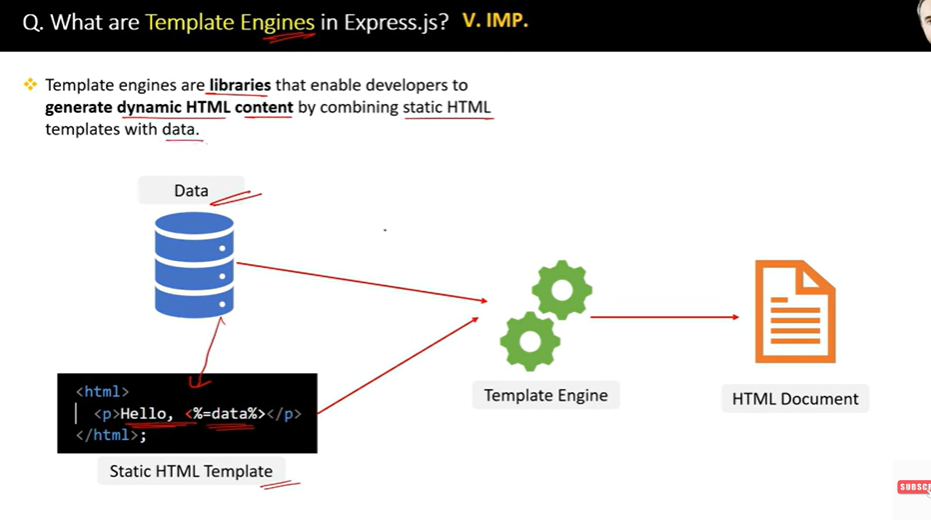 Q. What are Template Engines in Express.js? V. IMP.
Template engines are libraries that enable developers to
generate dynamic HTML content by combining static HTML
templates with data.
Data
<html>
<p>Hello, <%=data%></p>
</html>;
Static HTML Template
Template Engine
HTML Document